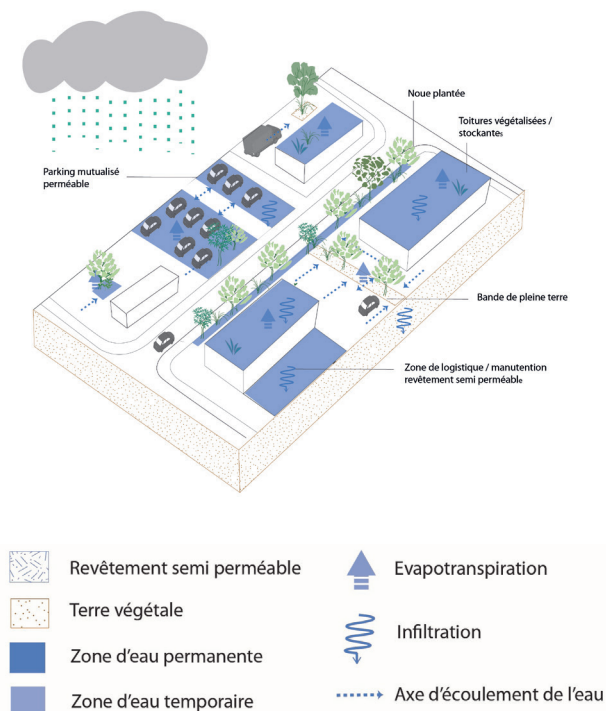 Noue plantée
Toitures végétalisées /
stockantes
Parking mutualisé
perméable
Bande de pleine terre
Zone de logistique / manutention
revêtement semi perméable
Revêtement semi perméable
Terre végétale
Zone d'eau permanente
Zone d'eau temporaire
Evapotranspiration
Infiltration
Axe d'écoulement de l'eau